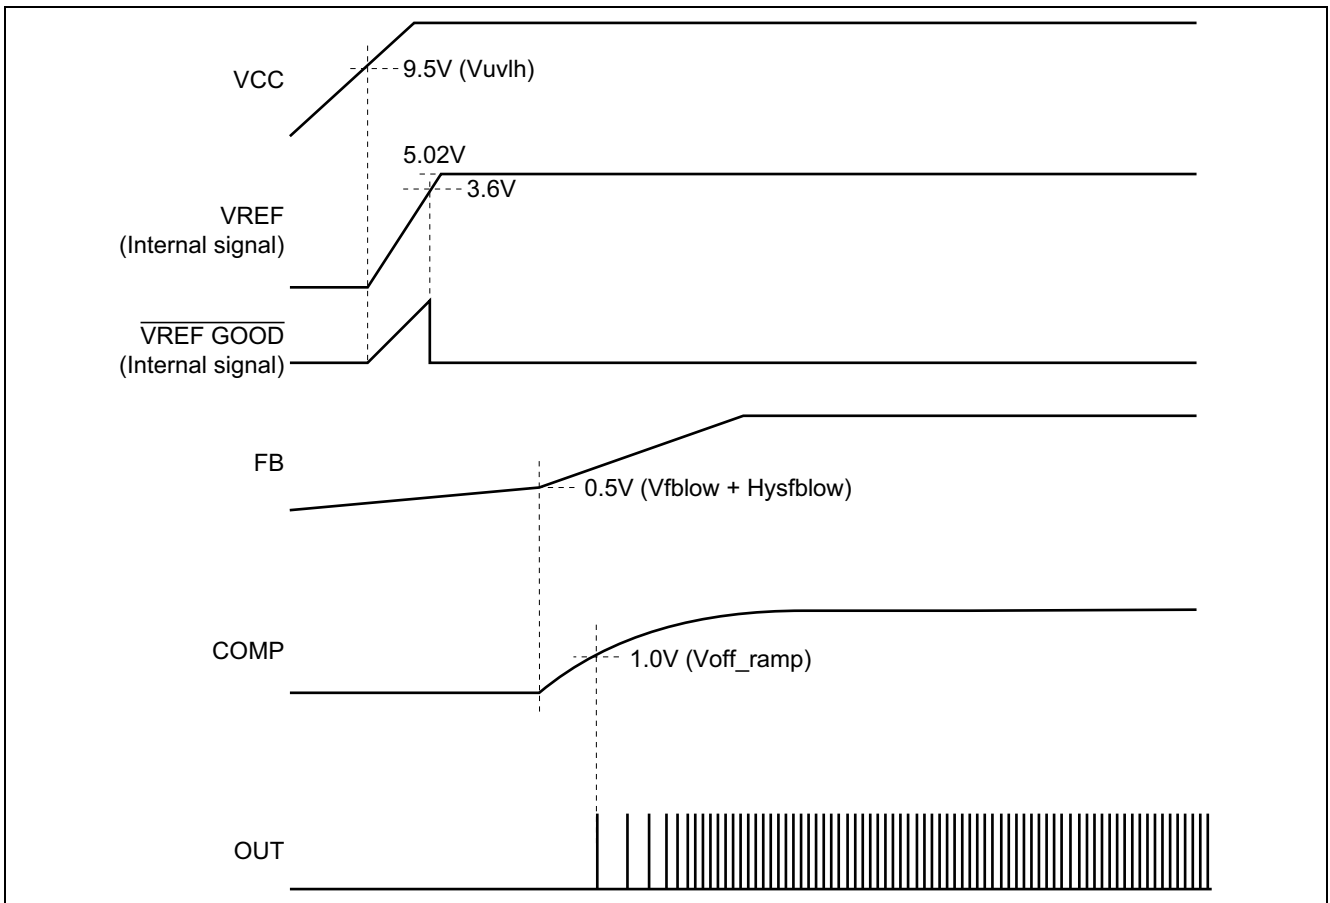 VCC
9.5V (Vuvlh)
5.02V
3.6V
VREF
(Internal signal)
VREF GOOD
(Internal signal)
FB
0.5V (Vfblow + Hysfblow)
COMP
1.0V (Voff_ramp)
OUT